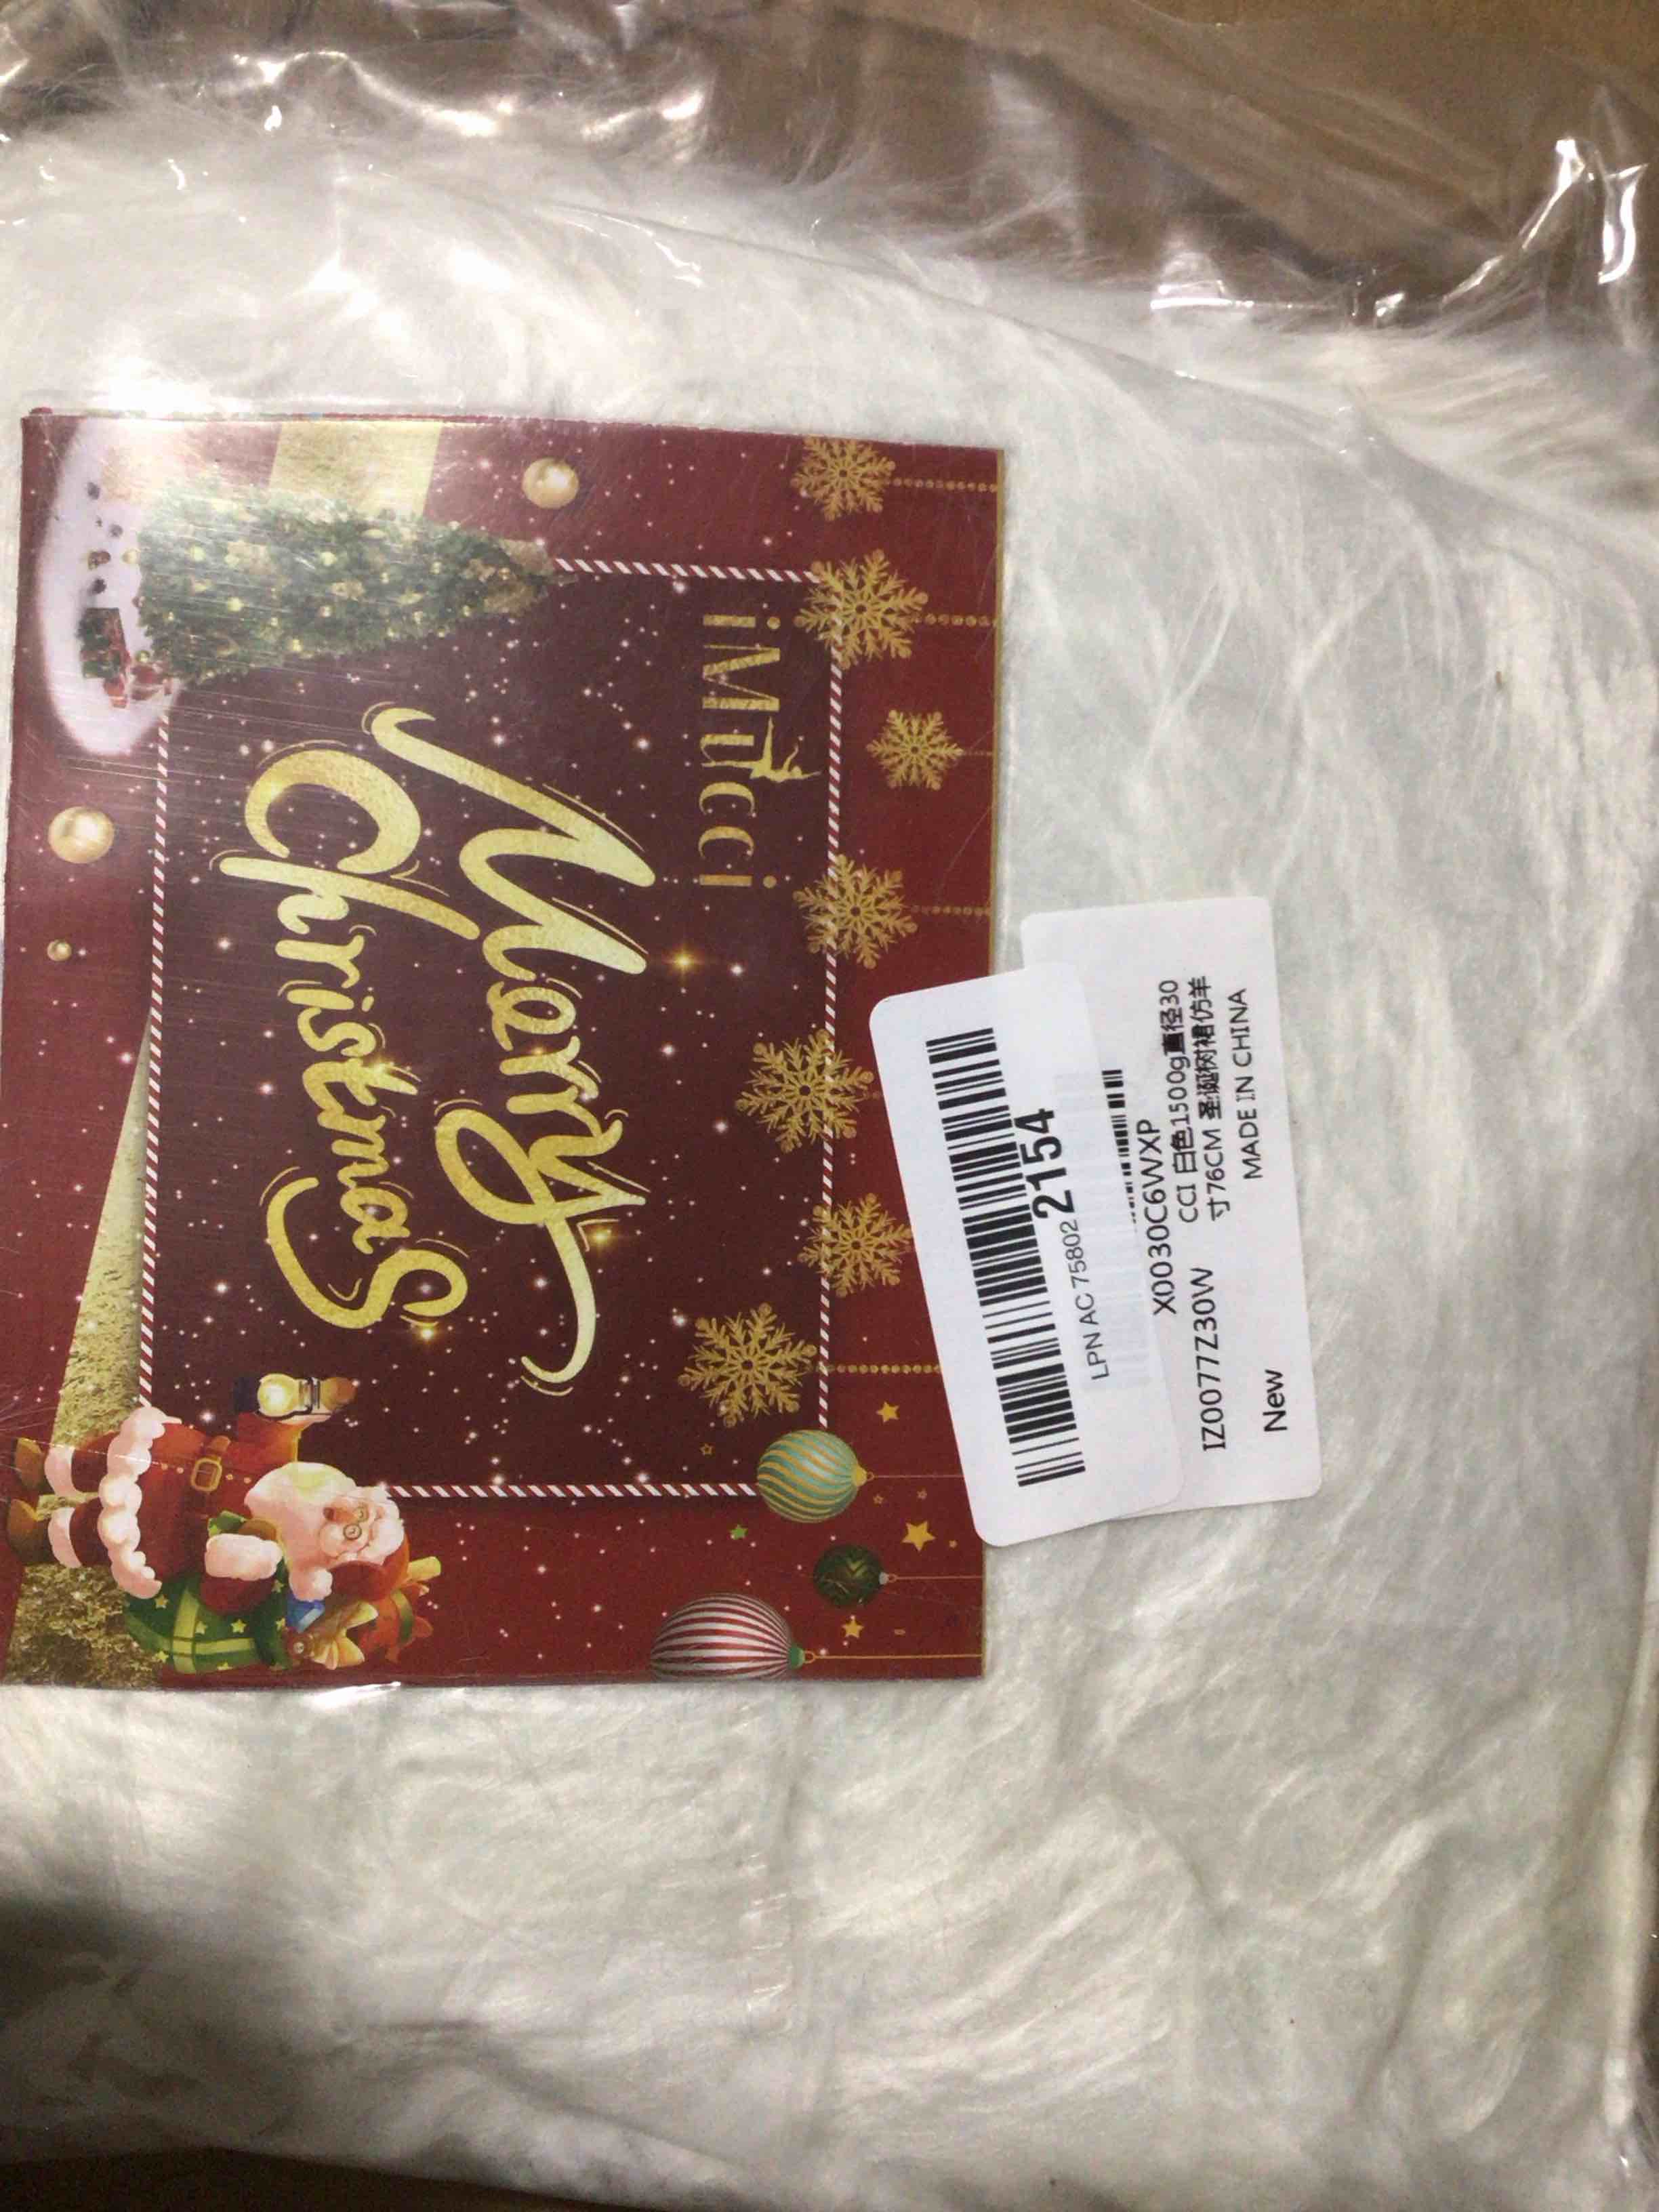 iMucci
Merry
Christmas
LPN AC 75802 2154
X0030C6WXP
IZ0077Z30W CCI 白色1500g直径30
寸76CM 圣诞树裙仿羊
New MADE IN CHINA